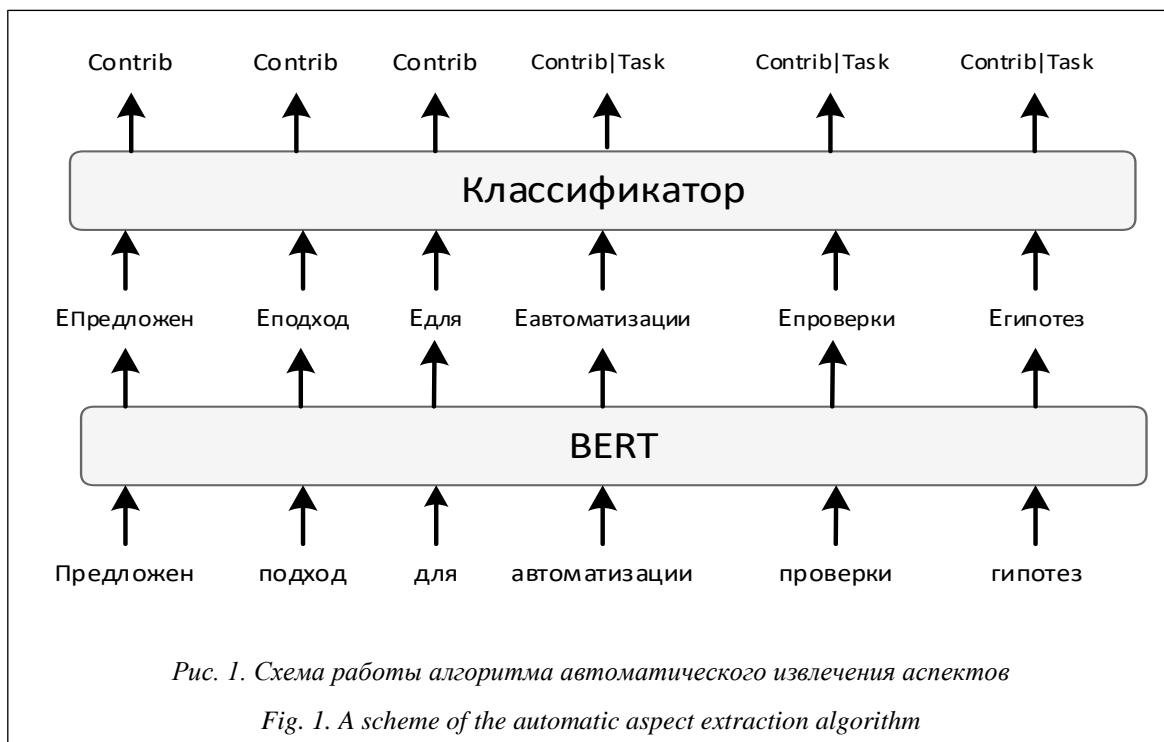 Contrib Contrib Contrib Contrib|Task Contrib|Task Contrib|Task
Классификатор
EПредложен Eподход Eдля Eавтоматизации Eпроверки Eгипотез
BERT
Предложен подход для автоматизации проверки гипотез
Рис. 1. Схема работы алгоритма автоматического извлечения аспектов
Fig. 1. A scheme of the automatic aspect extraction algorithm